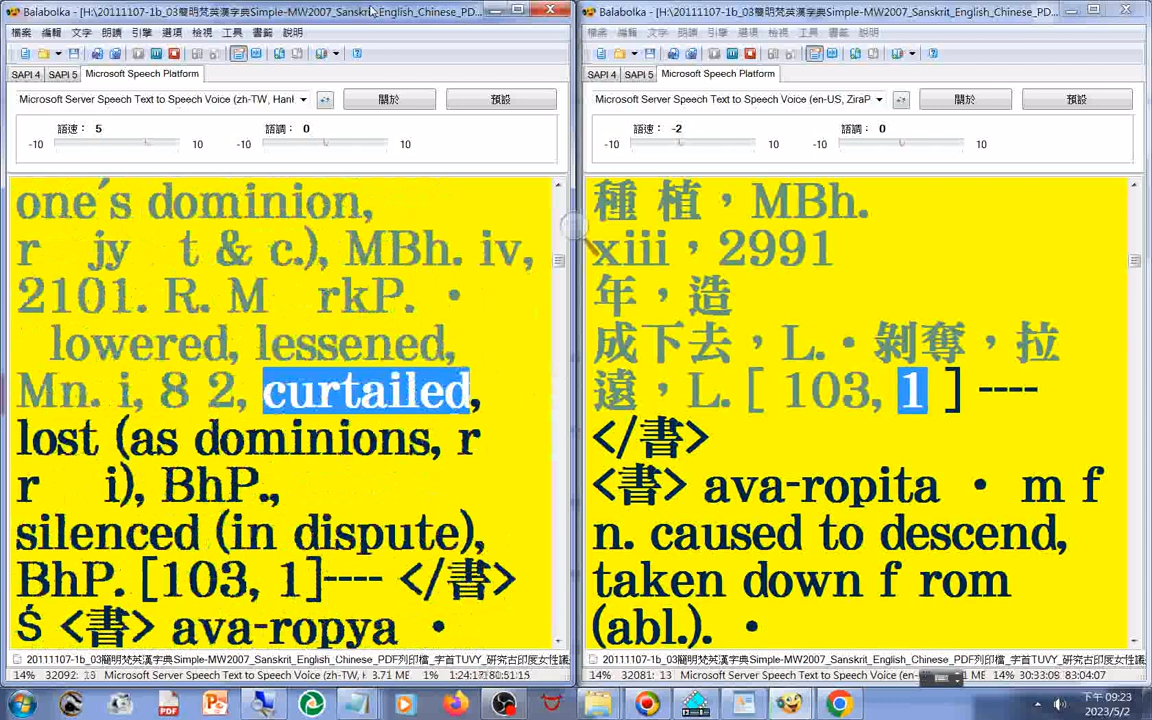 Balabolka - [H:\20111107-1b_03簡明梵英漢字典Simple-MW2007_Sanskrit_English_Chinese_PD...
檔案 編輯 文字 朗讀 引擎 選項 檢視 工具 書籤 說明
SAPI 4 SAPI 5 Microsoft Speech Platform
Microsoft Server Speech Text to Speech Voice (zh-TW, HanH
關於 預設
語速： 5 語調： 0
-10 10 -10 10
one's dominion,
r jy t & c.), MBh. iv,
2101. R. M rkP. •
lowered, lessened,
Mn. i, 8 2, curtailed,
lost (as dominions, r
r i), BhP.,
silenced (in dispute),
BhP. [103, 1]---- </書>
Ś <書> ava-ropya •
20111107-1b_03簡明梵英漢字典Simple-MW2007_Sanskrit_English_Chinese_PDF列印檔_字首TUVY_研究古印度女性議
14% 32092: 18 Microsoft Server Speech Text to Speech Voice (zh-TW, H 3.71 MB 1%
Balabolka - [H:\20111107-1b_03簡明梵英漢字典Simple-MW2007_Sanskrit_English_Chinese_PD...
檔案 編輯 文字 朗讀 引擎 選項 檢視 工具 書籤 說明
SAPI 4 SAPI 5 Microsoft Speech Platform
Microsoft Server Speech Text to Speech Voice (en-US, ZiraP
關於 預設
語速： -2 語調： 0
-10 10 -10 10
種 植，MBh.
xiii，2991
年，造
成下去，L.•剝奪，拉
遠，L. [ 103, 1 ] ----
</書>
<書> ava-ropita • m f
n. caused to descend,
taken down f rom
(abl.). •
20111107-1b_03簡明梵英漢字典Simple-MW2007_Sanskrit_English_Chinese_PDF列印檔_字首TUVY_研究古印度女性議
14% 32081: 13 Microsoft Server Speech Text to Speech Voice (en 14% 30:33:09 83:04:07
下午 09:23
2023/5/2